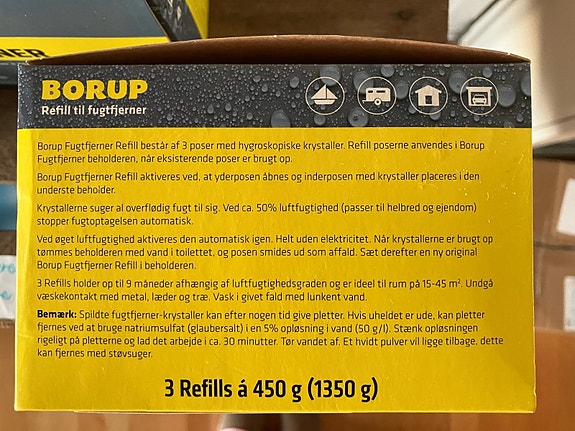 NER
BORUP
Refill til fugtfjerner
Borup Fugtfjerner Refill består af 3 poser med hygroskopiske krystaller. Refill poserne anvendes i Borup
Fugtfjerner beholderen, når eksisterende poser er brugt op.
Borup Fugtfjerner Refill aktiveres ved, at yderposen åbnes og inderposen med krystaller placeres i den
underste beholder.
Krystallerne suger al overflødig fugt til sig. Ved ca. 50% luftfugtighed (passer til helbred og ejendom)
stopper fugtoptagelsen automatisk.
Ved øget luftfugtighed aktiveres den automatisk igen. Helt uden elektricitet. Når krystallerne er brugt op
tømmes beholderen med vand i toilettet, og posen smides ud som affald. Sæt derefter en ny original
Borup Fugtfjerner Refill i beholderen.
3 Refills holder op til 9 måneder afhængig af luftfugtighedsgraden og er ideel til rum på 15-45 m². Undgå
væskekontakt med metal, læder og træ. Vask i givet fald med lunkent vand.
Bemærk: Spildte fugtfjerner-krystaller kan efter nogen tid give pletter. Hvis uheldet er ude, kan pletter
fjernes ved at bruge natriumsulfat (glaubersalt) i en 5% opløsning i vand (50 g/l). Stænk opløsningen
rigeligt på pletterne og lad det arbejde i ca. 30 minutter. Tør vandet af. Et hvidt pulver vil ligge tilbage, dette
kan fjernes med støvsuger.
3 Refills á 450 g (1350 g)